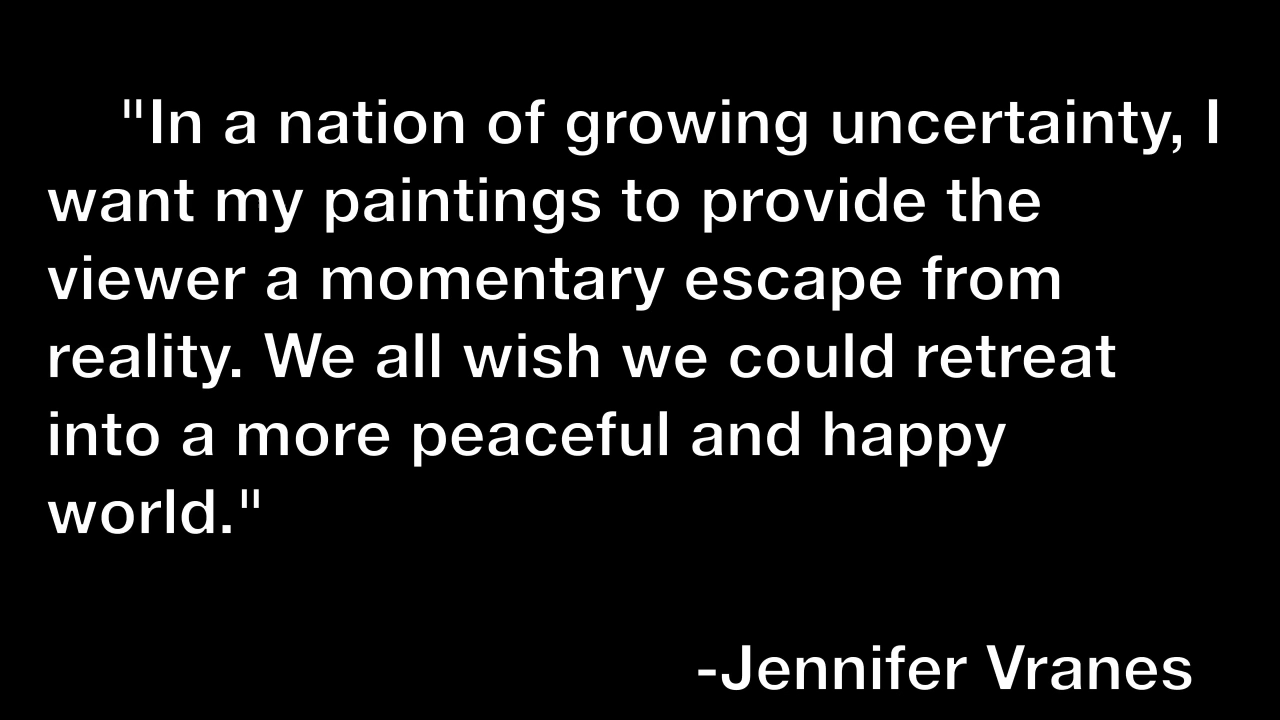 "In a nation of growing uncertainty, I
want my paintings to provide the
viewer a momentary escape from
reality. We all wish we could retreat
into a more peaceful and happy
world."
-Jennifer Vranes